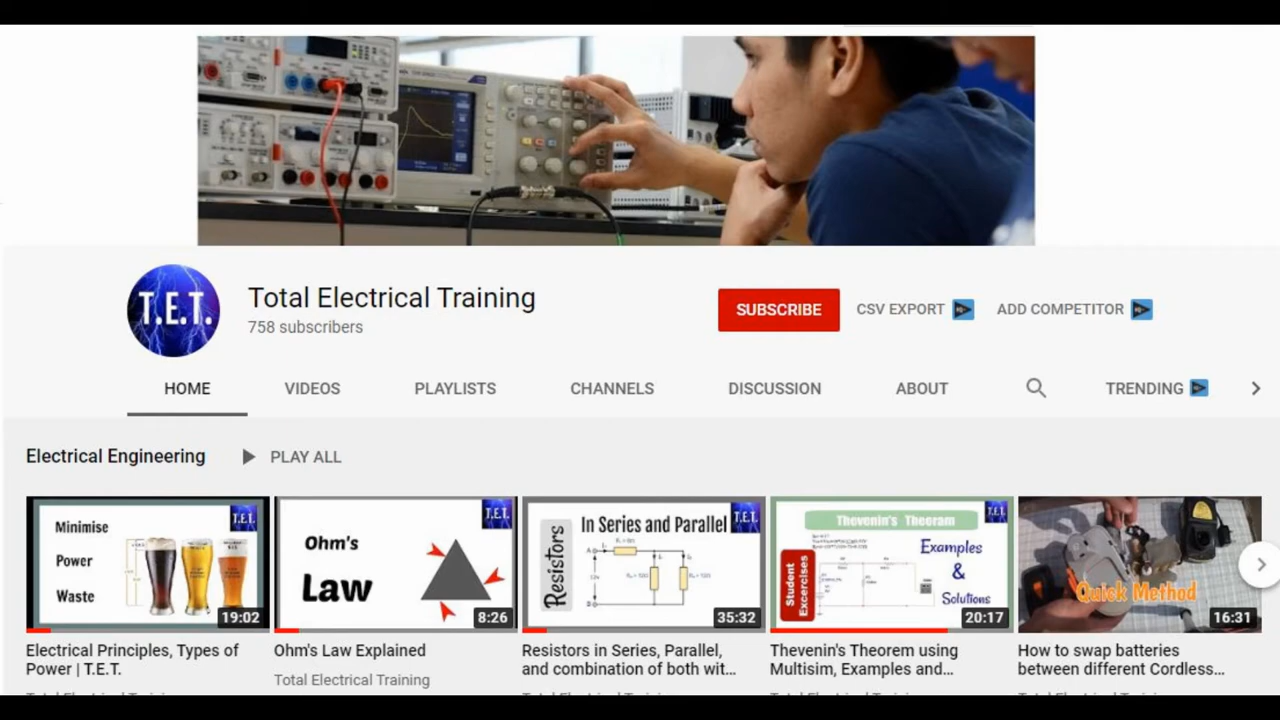 T.E.T.
Total Electrical Training
758 subscribers
SUBSCRIBE
CSV EXPORT
ADD COMPETITOR
HOME
VIDEOS
PLAYLISTS
CHANNELS
DISCUSSION
ABOUT
TRENDING
Electrical Engineering
PLAY ALL
Minimise
Power
Waste
T.E.T.
19:02
Ohm's
Law
T.E.T.
8:26
Resistors
In Series and Parallel
T.E.T.
35:32
Thevenin's Theoram
T.E.T.
Student
Excercises
Examples
&
Solutions
20:17
Quick Method
16:31
Electrical Principles, Types of
Power | T.E.T.
Ohm's Law Explained
Total Electrical Training
Resistors in Series, Parallel,
and combination of both wit...
Thevenin's Theorem using
Multisim, Examples and...
How to swap batteries
between different Cordless...